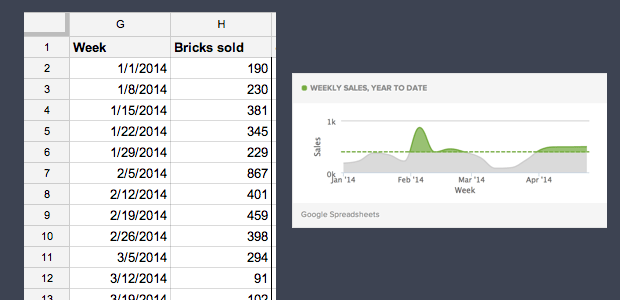 G H
1 Week Bricks sold
2 1/1/2014 190
3 1/8/2014 230
4 1/15/2014 381
5 1/22/2014 345
6 1/29/2014 229
7 2/5/2014 867
8 2/12/2014 401
9 2/19/2014 459
10 2/26/2014 398
11 3/5/2014 294
12 3/12/2014 91
13 3/19/2014 102
WEEKLY SALES, YEAR TO DATE
1k
Sales
0k
Jan '14 Feb '14 Mar '14 Apr '14
Week
Google Spreadsheets